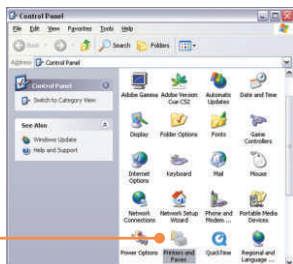 Control Panel
File Edit View Favorites Tools Help
Back Search Folders
Address Control Panel
Control Panel
Switch to Category View
See Also
Windows Update
Help and Support
Adobe Gamma Adobe Version Cue CS2 Automatic Updates Date and Time
Display Folder Options Fonts Game Controllers
Internet Options Keyboard Mail Mouse
Network Connections Network Setup Wizard Phone and Modem ... Portable Media Devices
Power Options Printers and Faxes QuickTime Regional and Language ...